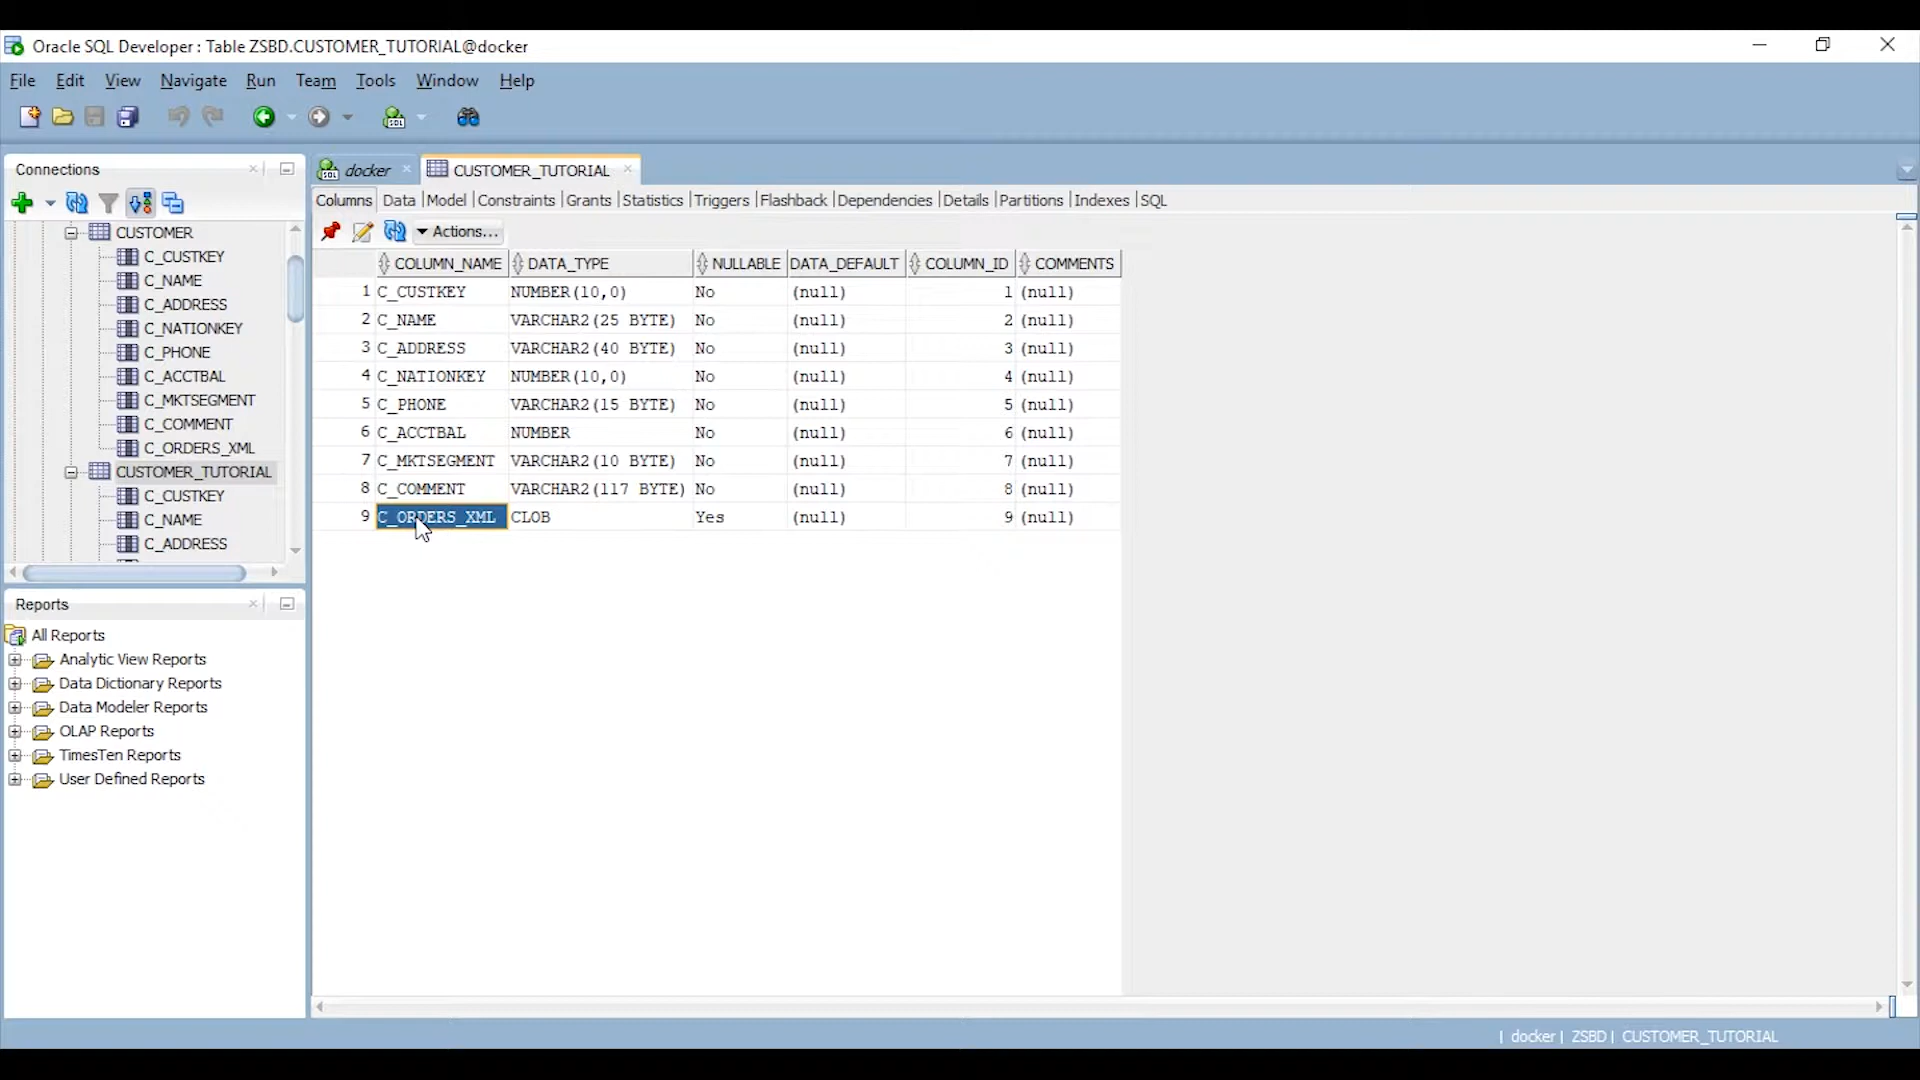 Oracle SQL Developer : Table ZSBD.CUSTOMER_TUTORIAL@docker
File Edit View Navigate Run Team Tools Window Help
Connections
CUSTOMER
C_CUSTKEY
C_NAME
C_ADDRESS
C_NATIONKEY
C_PHONE
C_ACCTBAL
C_MKTSEGMENT
C_COMMENT
C_ORDERS_XML
CUSTOMER_TUTORIAL
C_CUSTKEY
C_NAME
C_ADDRESS
Reports
All Reports
Analytic View Reports
Data Dictionary Reports
Data Modeler Reports
OLAP Reports
TimesTen Reports
User Defined Reports
docker CUSTOMER_TUTORIAL
Columns Data |Model |Constraints |Grants |Statistics |Triggers |Flashback |Dependencies |Details |Partitions |Indexes |SQL
Actions...
COLUMN_NAME DATA_TYPE NULLABLE DATA_DEFAULT COLUMN_ID COMMENTS
1 C_CUSTKEY NUMBER(10,0) No (null) 1 (null)
2 C_NAME VARCHAR2(25 BYTE) No (null) 2 (null)
3 C_ADDRESS VARCHAR2(40 BYTE) No (null) 3 (null)
4 C_NATIONKEY NUMBER(10,0) No (null) 4 (null)
5 C_PHONE VARCHAR2(15 BYTE) No (null) 5 (null)
6 C_ACCTBAL NUMBER No (null) 6 (null)
7 C_MKTSEGMENT VARCHAR2(10 BYTE) No (null) 7 (null)
8 C_COMMENT VARCHAR2(117 BYTE) No (null) 8 (null)
9 C_ORDERS_XML CLOB Yes (null) 9 (null)
| docker | ZSBD | CUSTOMER_TUTORIAL